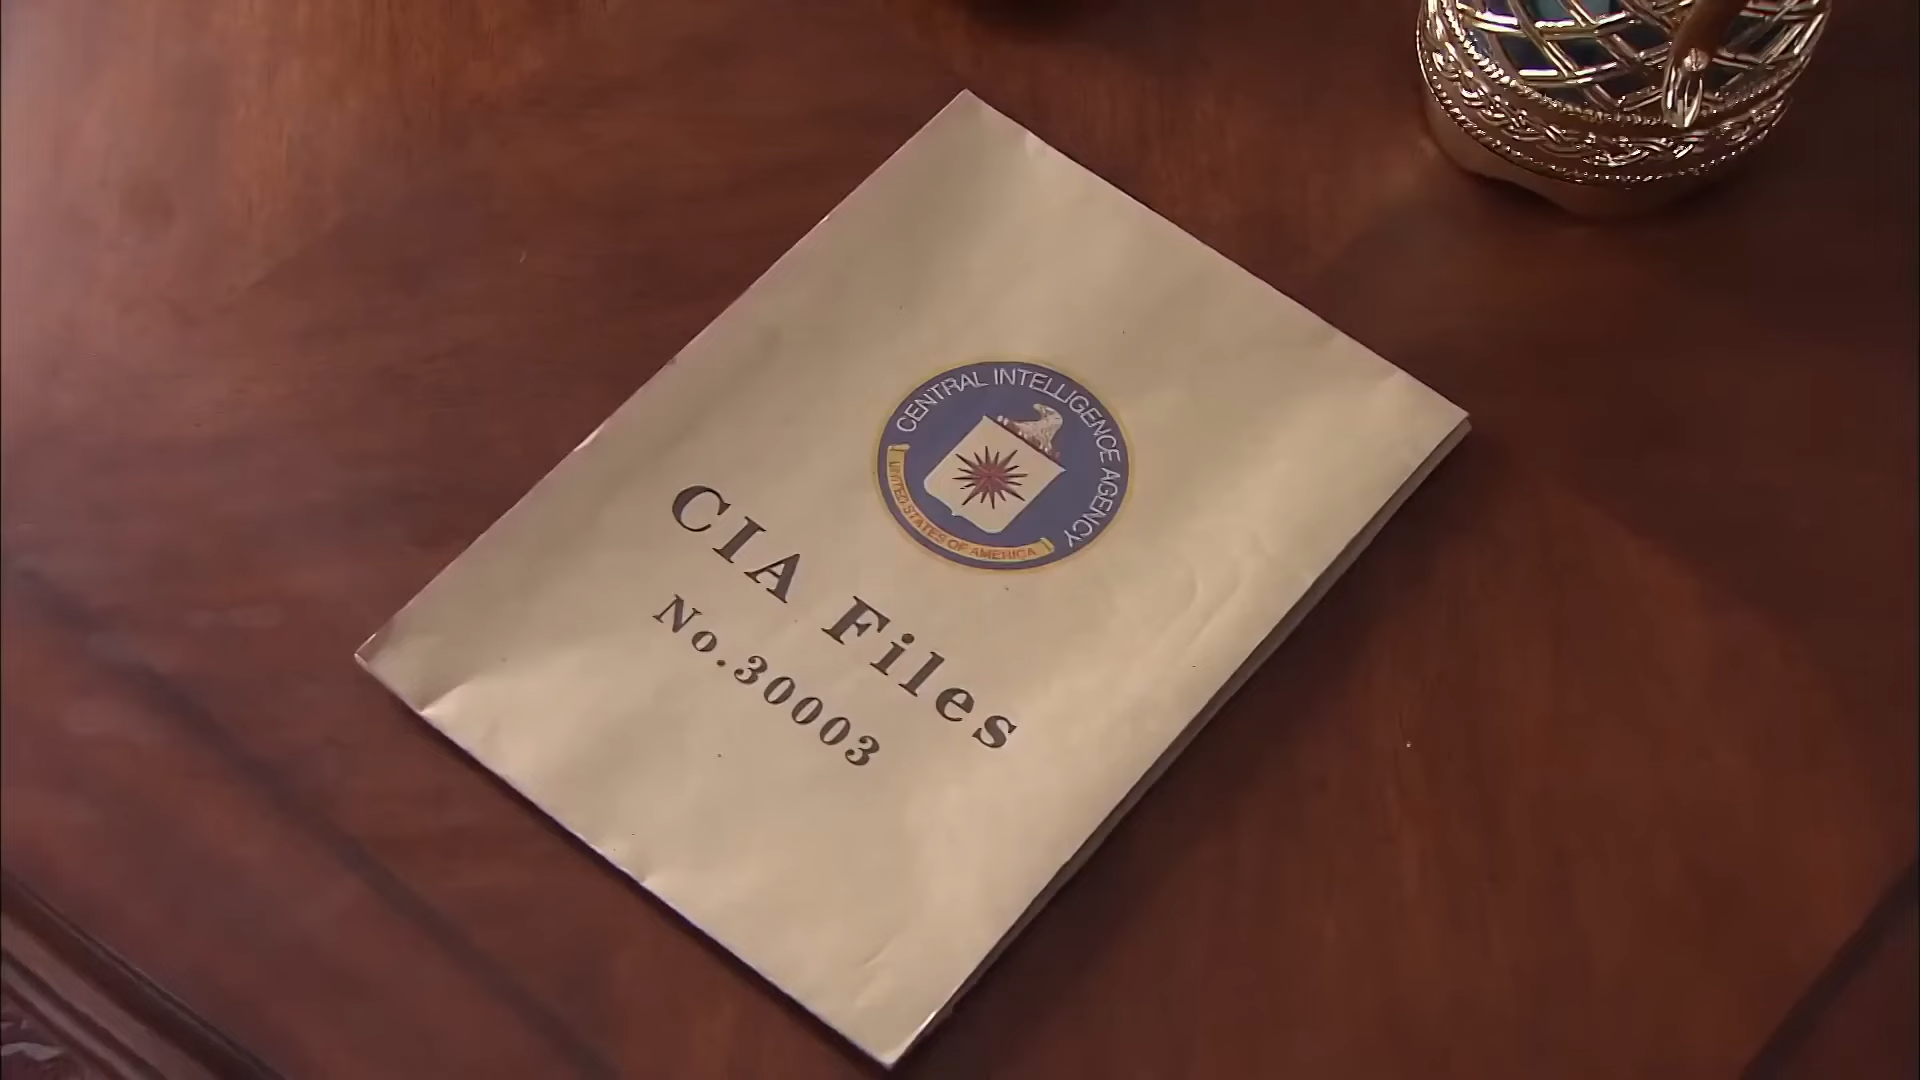 CENTRAL INTELLIGENCE AGENCY
UNITED STATES OF AMERICA
CIA Files
No.30003